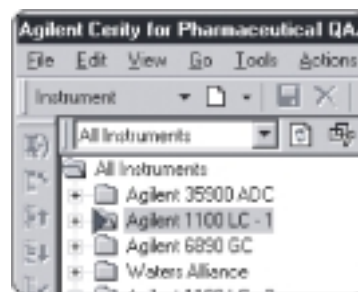 Agilent Cerity for Pharmaceutical QA
File Edit View Go Tools Actions
Instrument
All Instruments
All Instruments
Agilent 35900 ADC
Agilent 1100 LC - 1
Agilent 6890 GC
Waters Alliance